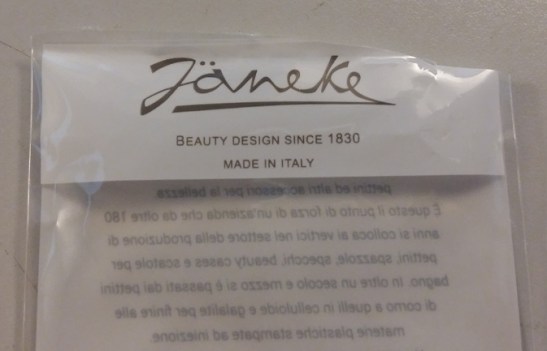 Jäneke
BEAUTY DESIGN SINCE 1830
MADE IN ITALY
pettini ed altri accessori per la bellezza
È questo il punto di forza di un'azienda che da oltre 180
anni si colloca ai vertici nel settore della produzione di
pettini, spazzole, specchi, beauty cases e scatole per
bagno. In oltre un secolo e mezzo si è passati dai pettini
di corno a quelli in celluloide e galalite per finire alle
materie plastiche stampate ad iniezione.